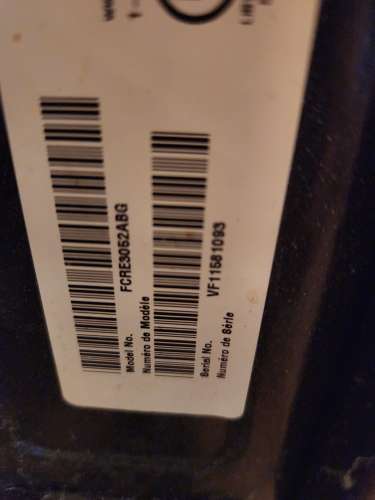 FCRE3052ABG
Model No.
Numéro de Modèle
VF11581093
Serial No.
Numéro de Série